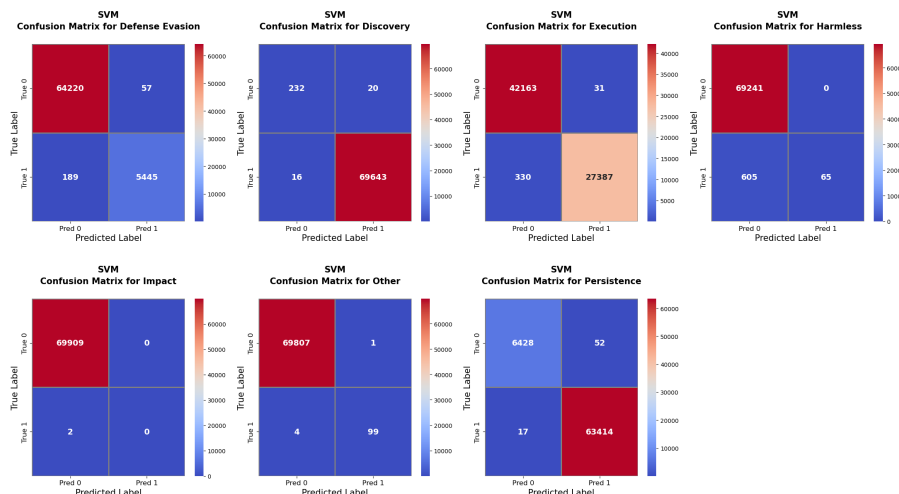 SVM
Confusion Matrix for Defense Evasion
True Label
True 0
True 1
64220
57
189
5445
Pred 0
Pred 1
Predicted Label
60000
50000
40000
30000
20000
10000
SVM
Confusion Matrix for Discovery
True Label
True 0
True 1
232
20
16
69643
Pred 0
Pred 1
Predicted Label
60000
50000
40000
30000
20000
10000
SVM
Confusion Matrix for Execution
True Label
True 0
True 1
42163
31
330
27387
Pred 0
Pred 1
Predicted Label
40000
35000
30000
25000
20000
15000
10000
5000
SVM
Confusion Matrix for Harmless
True Label
True 0
True 1
69241
0
605
65
Pred 0
Pred 1
Predicted Label
0
SVM
Confusion Matrix for Impact
True Label
True 0
True 1
69909
0
2
0
Pred 0
Pred 1
Predicted Label
60000
50000
40000
30000
20000
10000
0
SVM
Confusion Matrix for Other
True Label
True 0
True 1
69807
1
4
99
Pred 0
Pred 1
Predicted Label
60000
50000
40000
30000
20000
10000
SVM
Confusion Matrix for Persistence
True Label
True 0
True 1
6428
52
17
63414
Pred 0
Pred 1
Predicted Label
60000
50000
40000
30000
20000
10000